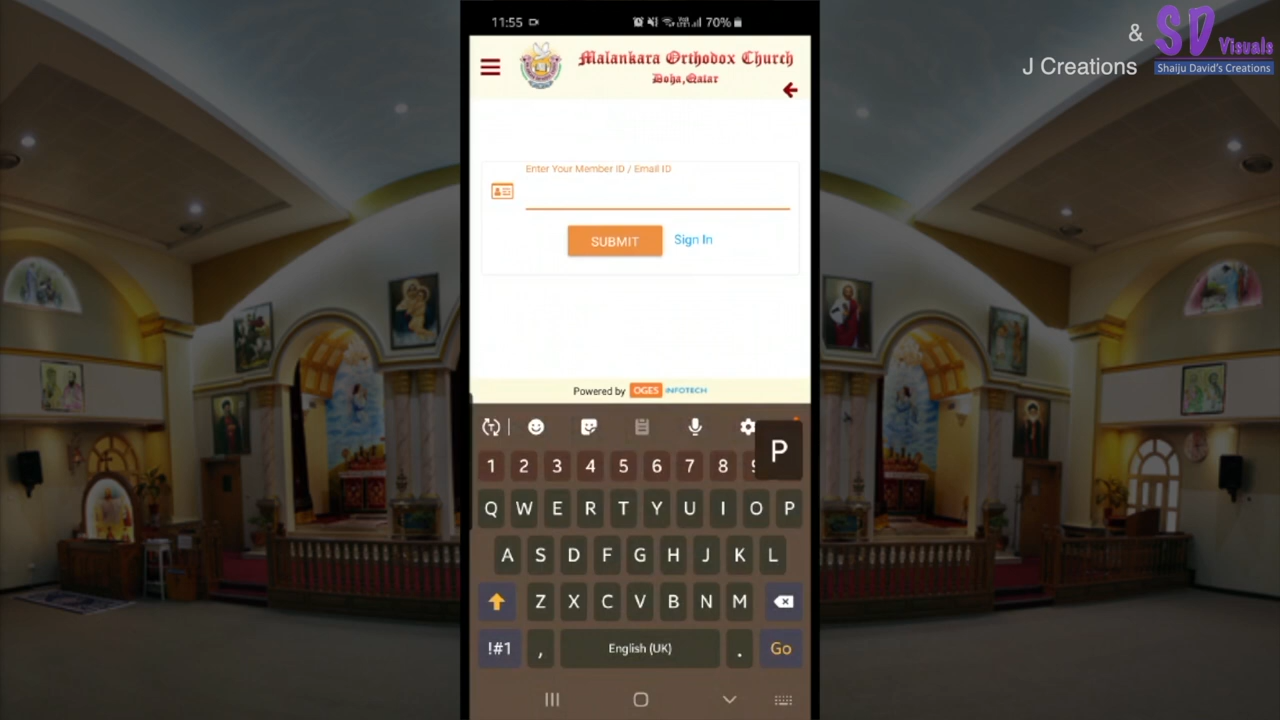 11:55
70%
& SD Visuals
J Creations
Shaiju David's Creations
Malankara Orthodox Church
Doha,Qatar
Enter Your Member ID / Email ID
SUBMIT
Sign In
Powered by OGES INFOTECH
P
1 2 3 4 5 6 7 8 9
Q W E R T Y U I O P
A S D F G H J K L
Z X C V B N M
!#1 , English (UK) . Go